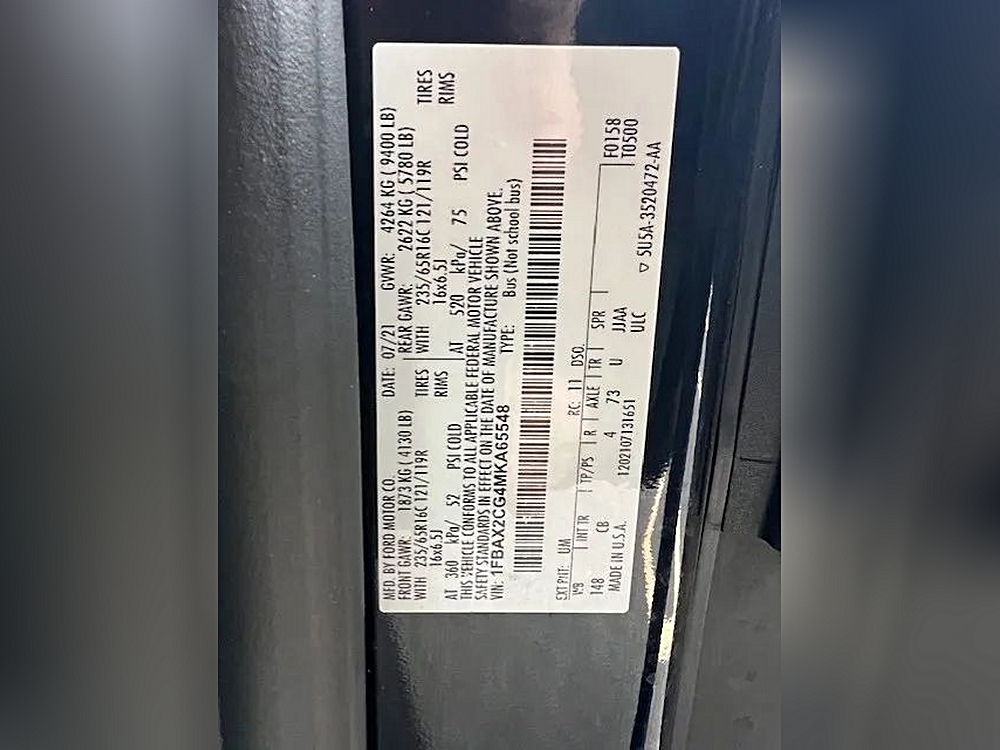 MFD. BY FORD MOTOR CO.
DATE: 07/21 GVWR: 4264 KG ( 9400 LB)
FRONT GAWR: 1873 KG ( 4130 LB) REAR GAWR: 2622 KG ( 5780 LB)
WITH 235/65R16C 121/119R TIRES WITH 235/65R16C 121/119R TIRES
16x6.5J RIMS 16x6.5J RIMS
AT 360 kPa/ 52 PSI COLD AT 520 kPa/ 75 PSI COLD
THIS VEHICLE CONFORMS TO ALL APPLICABLE FEDERAL MOTOR VEHICLE
SAFETY STANDARDS IN EFFECT ON THE DATE OF MANUFACTURE SHOWN ABOVE.
VIN: 1FBAX2CG4MKA65548 TYPE: Bus (Not school bus)
EXT PNT: UM RC: 11 DSO: F0158
WB INT TR TP/PS R AXLE TR SPR T0500
148 CB 4 73 U JJAA
ULC
MADE IN U.S.A. 1202107131651 ▽ 5U5A-3520472-AA